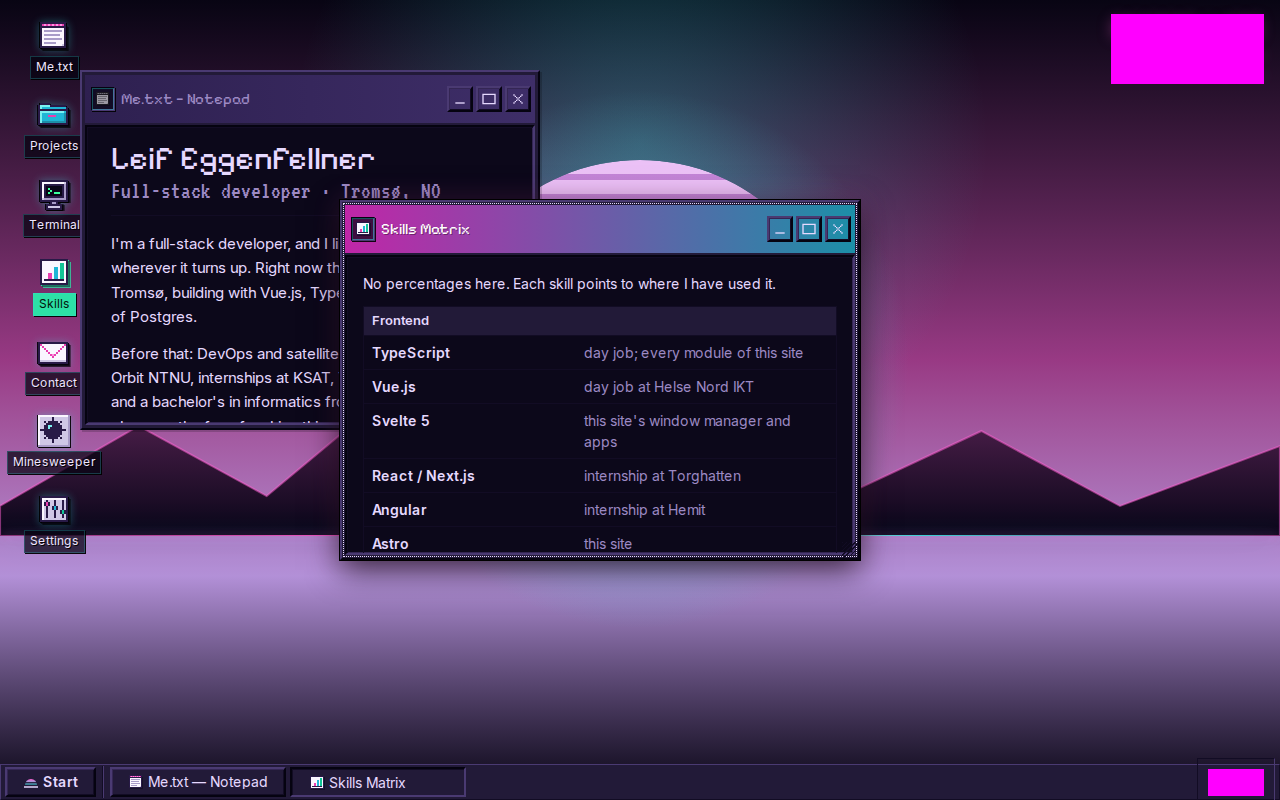 Me.txt
Projects
Terminal
Skills
Contact
Minesweeper
Settings
Me.txt - Notepad
Leif Eggenfellner
Full-stack developer · Tromsø, NO
I'm a full-stack developer, and I li
wherever it turns up. Right now th
Tromsø, building with Vue.js, Type
of Postgres.
Before that: DevOps and satellite
Orbit NTNU, internships at KSAT,
and a bachelor's in informatics fro
Skills Matrix
No percentages here. Each skill points to where I have used it.
Frontend
TypeScript day job; every module of this site
Vue.js day job at Helse Nord IKT
Svelte 5 this site's window manager and
apps
React / Next.js internship at Torghatten
Angular internship at Hemit
Astro this site
Start
Me.txt — Notepad
Skills Matrix